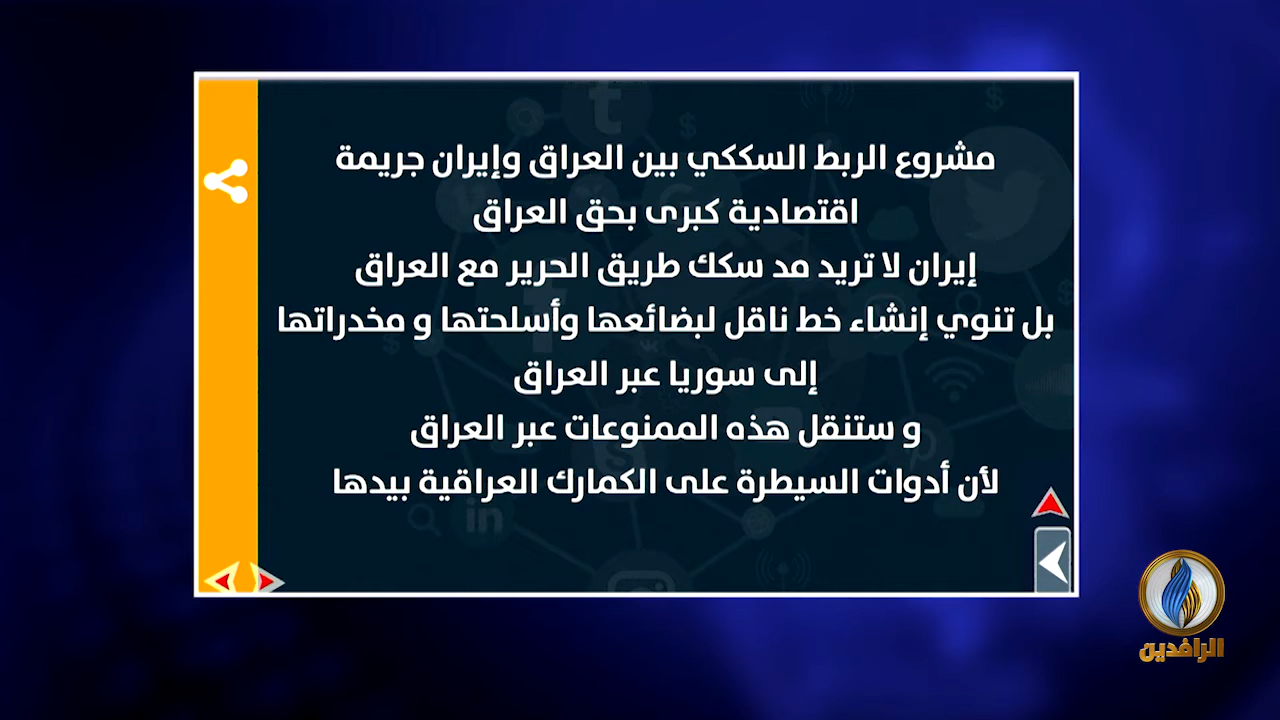 مشروع الربط السككي بين العراق وإيران جريمة
اقتصادية كبرى بحق العراق
إيران لا تريد مد سكك طريق الحرير مع العراق
بل تنوي إنشاء خط ناقل لبضائعها وأسلحتها و مخدراتها
إلى سوريا عبر العراق
و ستنقل هذه الممنوعات عبر العراق
لأن أدوات السيطرة على الكمارك العراقية بيدها
الرافدين